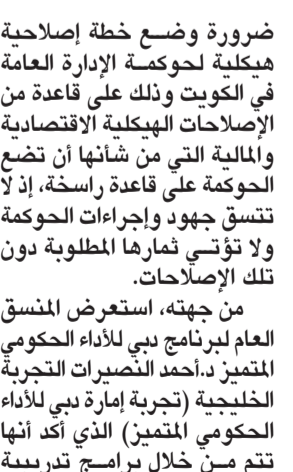 ضرورة وضع خطة إصلاحية
هيكلية لحوكمة الإدارة العامة
في الكويت وذلك على قاعدة من
الإصلاحات الهيكلية الاقتصادية
والمالية التي من شأنها أن تضع
الحوكمة على قاعدة راسخة، إذ لا
تتسق جهود وإجراءات الحوكمة
ولا تؤتي ثمارها المطلوبة دون
تلك الإصلاحات.
من جهته، استعرض المنسق
العام لبرنامج دبي للأداء الحكومي
المتميز د.أحمد النصيرات التجربة
الخليجية (تجربة إمارة دبي للأداء
الحكومي المتميز) الذي أكد أنها
تتم من خلال برامج تدريبية